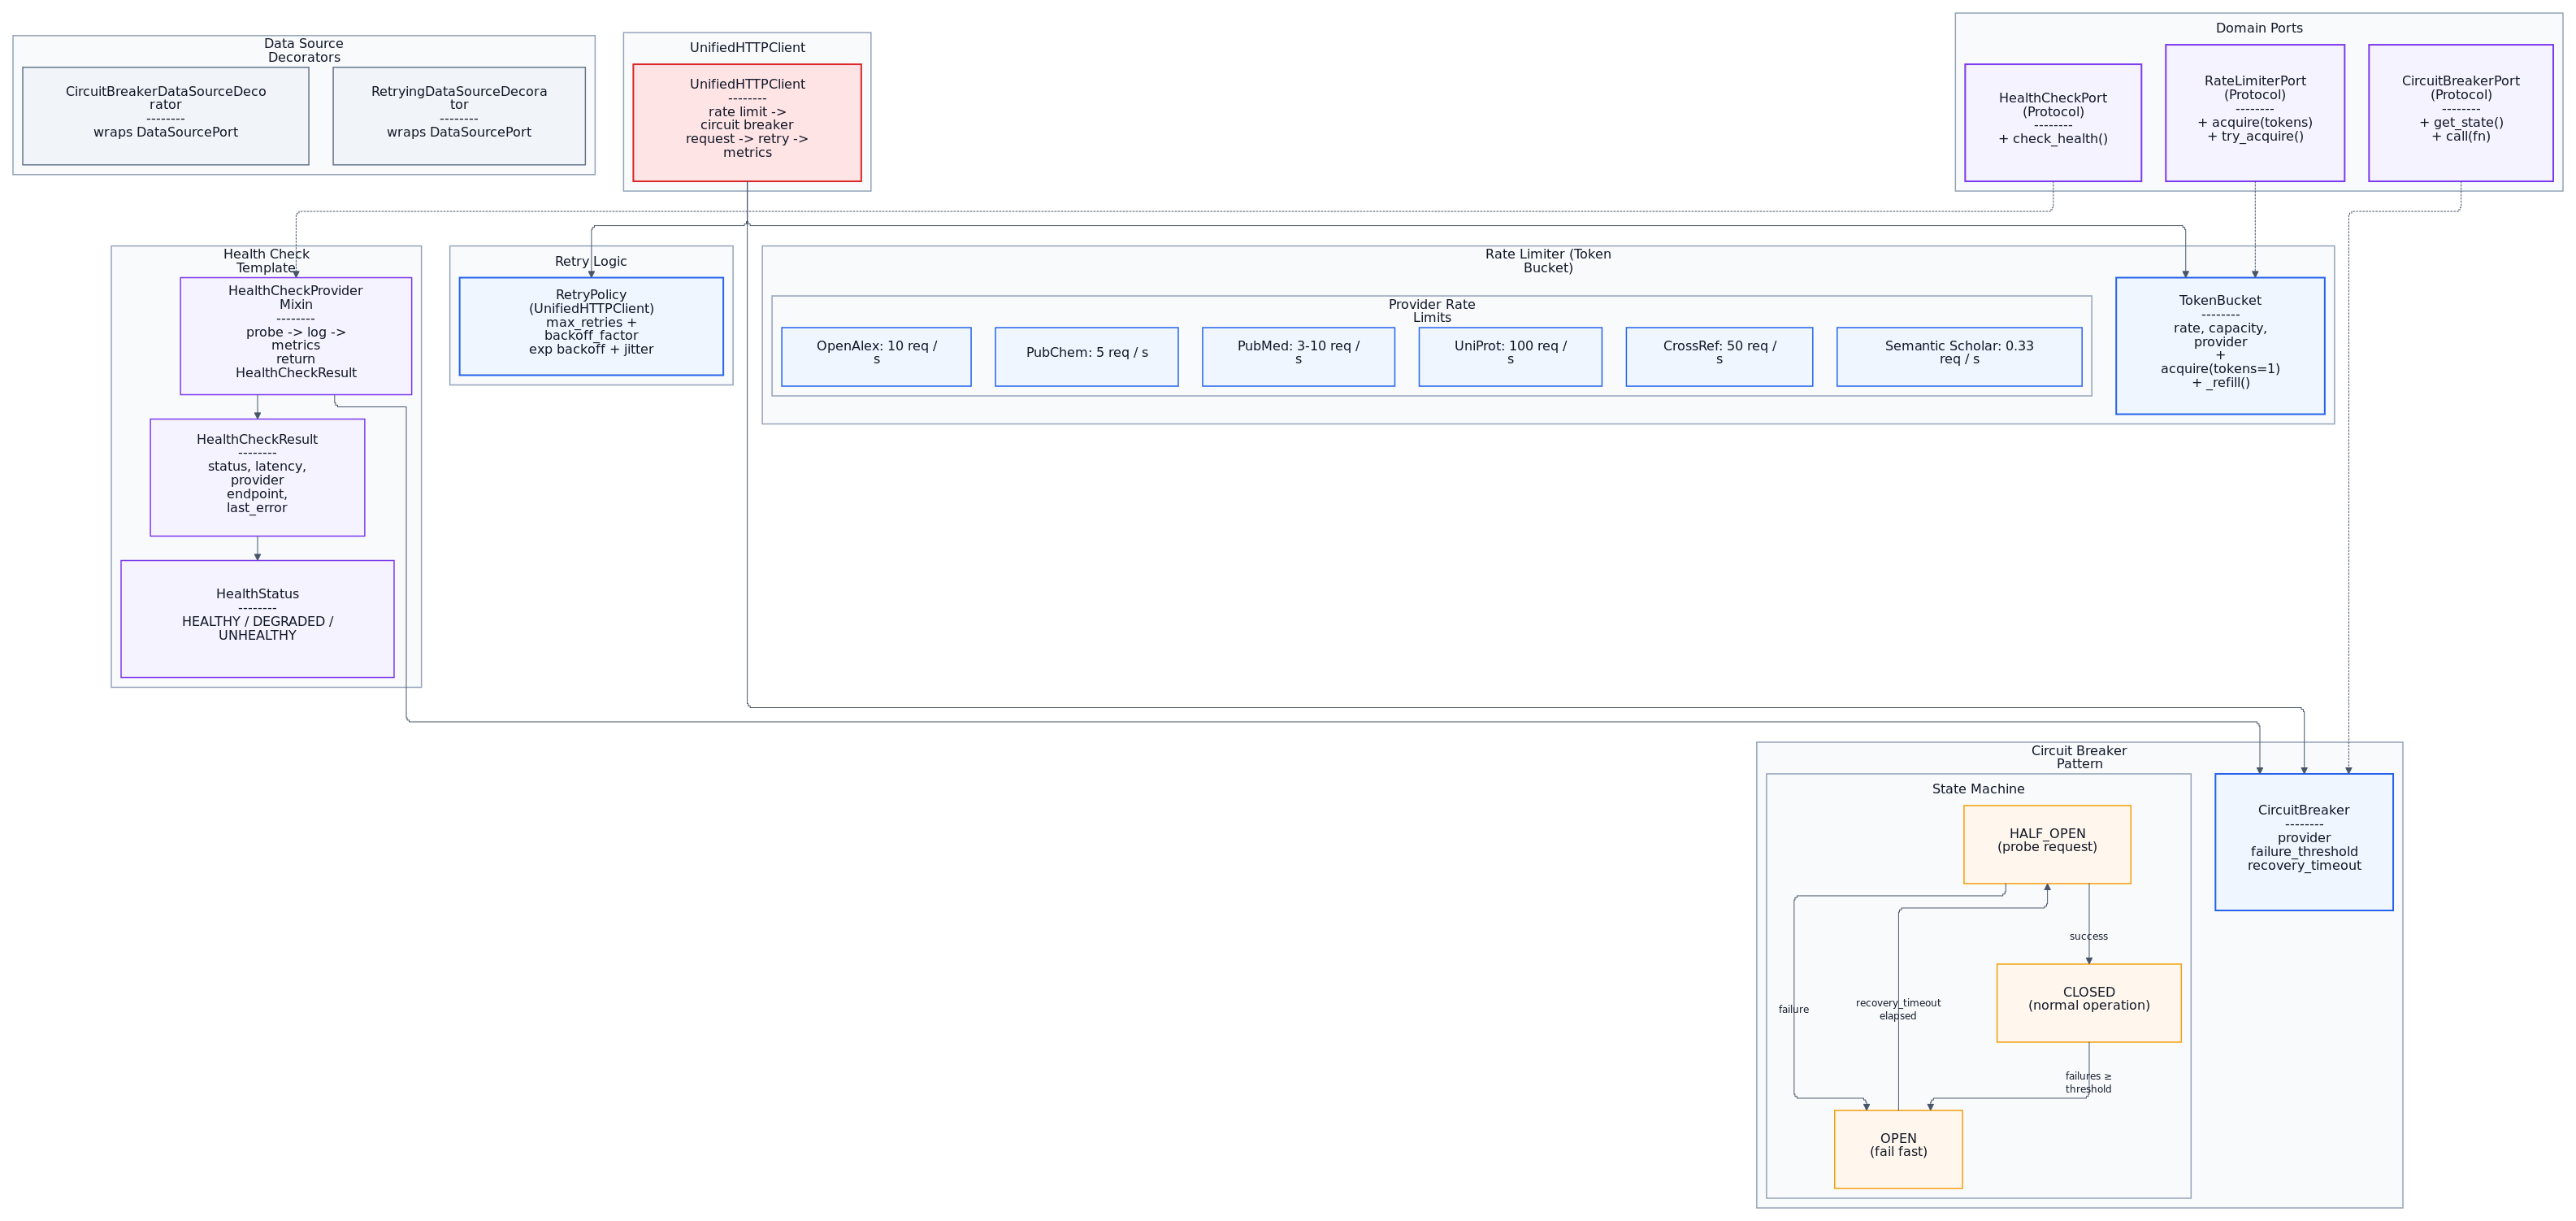 Data Source
Decorators
CircuitBreakerDataSourceDeco
rator
--------
wraps DataSourcePort
RetryingDataSourceDecora
tor
--------
wraps DataSourcePort
UnifiedHTTPClient
UnifiedHTTPClient
--------
rate limit ->
circuit breaker
request -> retry ->
metrics
Domain Ports
HealthCheckPort
(Protocol)
--------
+ check_health()
RateLimiterPort
(Protocol)
--------
+ acquire(tokens)
+ try_acquire()
CircuitBreakerPort
(Protocol)
--------
+ get_state()
+ call(fn)
Health Check
Template
HealthCheckProvider
Mixin
--------
probe -> log ->
metrics
return
HealthCheckResult
HealthCheckResult
--------
status, latency,
provider
endpoint,
last_error
HealthStatus
--------
HEALTHY / DEGRADED /
UNHEALTHY
Retry Logic
RetryPolicy
(UnifiedHTTPClient)
max_retries +
backoff_factor
exp backoff + jitter
Rate Limiter (Token
Bucket)
Provider Rate
Limits
OpenAlex: 10 req /
s
PubChem: 5 req / s
PubMed: 3-10 req /
s
UniProt: 100 req /
s
CrossRef: 50 req /
s
Semantic Scholar: 0.33
req / s
TokenBucket
--------
rate, capacity,
provider
+
acquire(tokens=1)
+ _refill()
Circuit Breaker
Pattern
State Machine
HALF_OPEN
(probe request)
success
CLOSED
(normal operation)
failure
recovery_timeout
elapsed
failures ≥
threshold
OPEN
(fail fast)
CircuitBreaker
--------
provider
failure_threshold
recovery_timeout